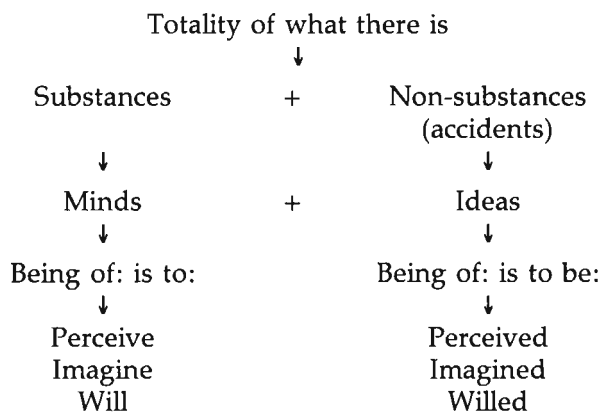 Totality of what there is
↓
Substances + Non-substances
(accidents)
↓ ↓
Minds + Ideas
↓ ↓
Being of: is to: Being of: is to be:
↓ ↓
Perceive Perceived
Imagine Imagined
Will Willed